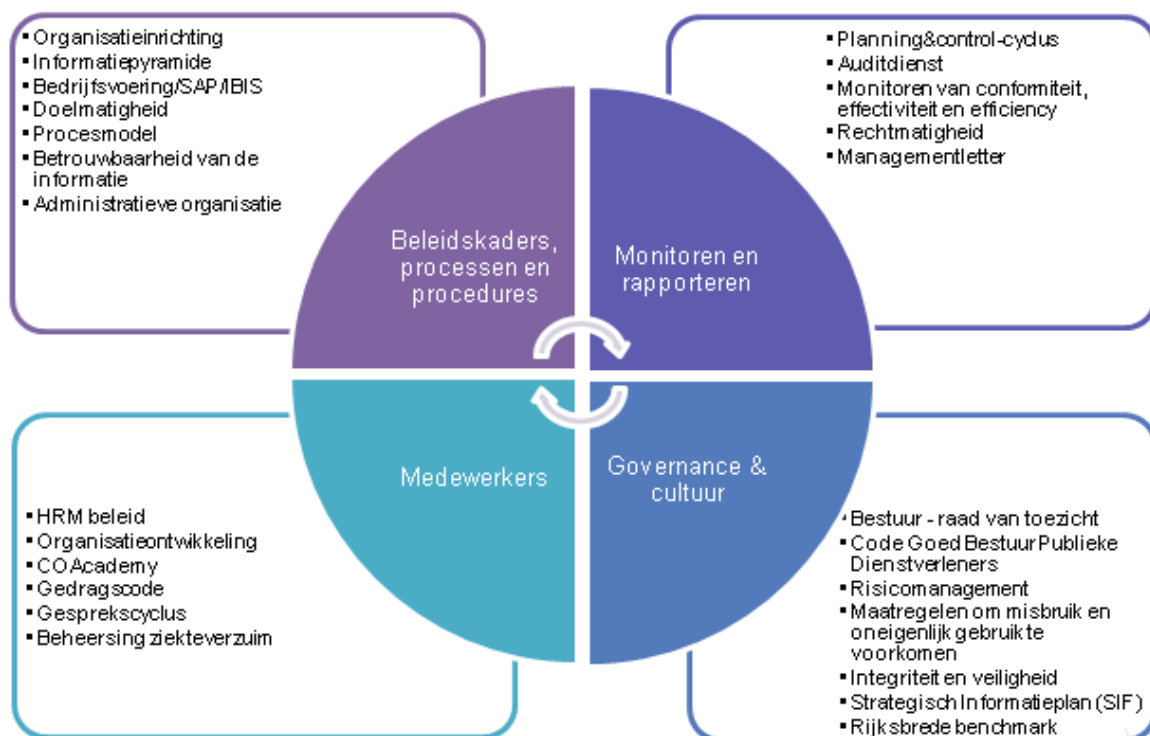 ▪ Organisatieinrichting
▪ Informatiepyramide
▪ Bedrijfsvoering/SAP/IBIS
▪ Doelmatigheid
▪ Procesmodel
▪ Betrouwbaarheid van de
informatie
▪ Administratieve organisatie
▪ Planning&control-cyclus
▪ Auditdienst
▪ Monitoren van conformiteit,
effectiviteit en efficiency
▪ Rechtmatigheid
▪ Managementletter
Beleidskaders,
processen en
procedures
Monitoren en
rapporteren
Medewerkers
Governance &
cultuur
▪ HRM beleid
▪ Organisatieontwikkeling
▪ COAcademy
▪ Gedragscode
▪ Gesprekscyclus
▪ Beheersing ziekteverzuim
▪ Bestuur - raad van toezicht
▪ Code Goed Bestuur Publieke
Dienstverleners
▪ Risicomanagement
▪ Maatregelen om misbruik en
oneigenlijk gebruik te
voorkomen
▪ Integriteit en veiligheid
▪ Strategisch Informatieplan (SIF)
▪ Rijksbrede benchmark